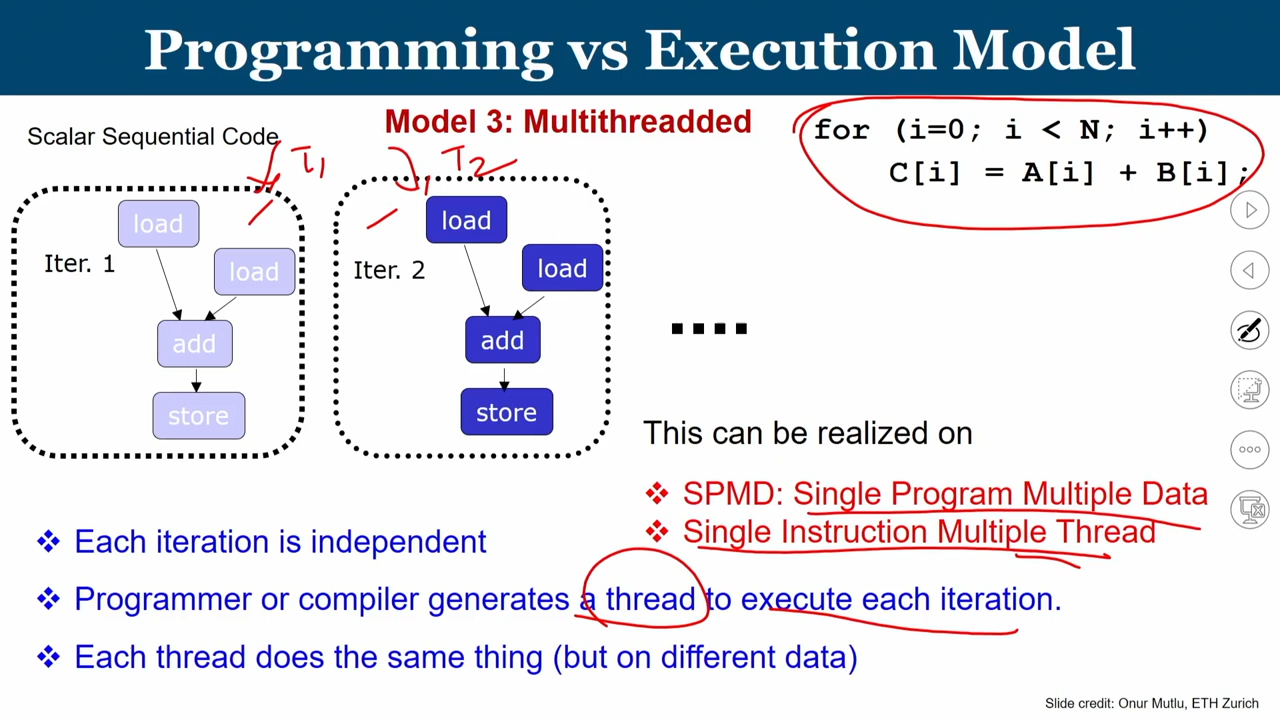 Programming vs Execution Model
Scalar Sequential Code
Model 3: Multithreadded
for (i=0; i < N; i++)
C[i] = A[i] + B[i];
T1
T2
load
load
Iter. 1
add
store
load
load
Iter. 2
add
store
This can be realized on
❖ SPMD: Single Program Multiple Data
❖ Single Instruction Multiple Thread
❖ Each iteration is independent
❖ Programmer or compiler generates a thread to execute each iteration.
❖ Each thread does the same thing (but on different data)
Slide credit: Onur Mutlu, ETH Zurich